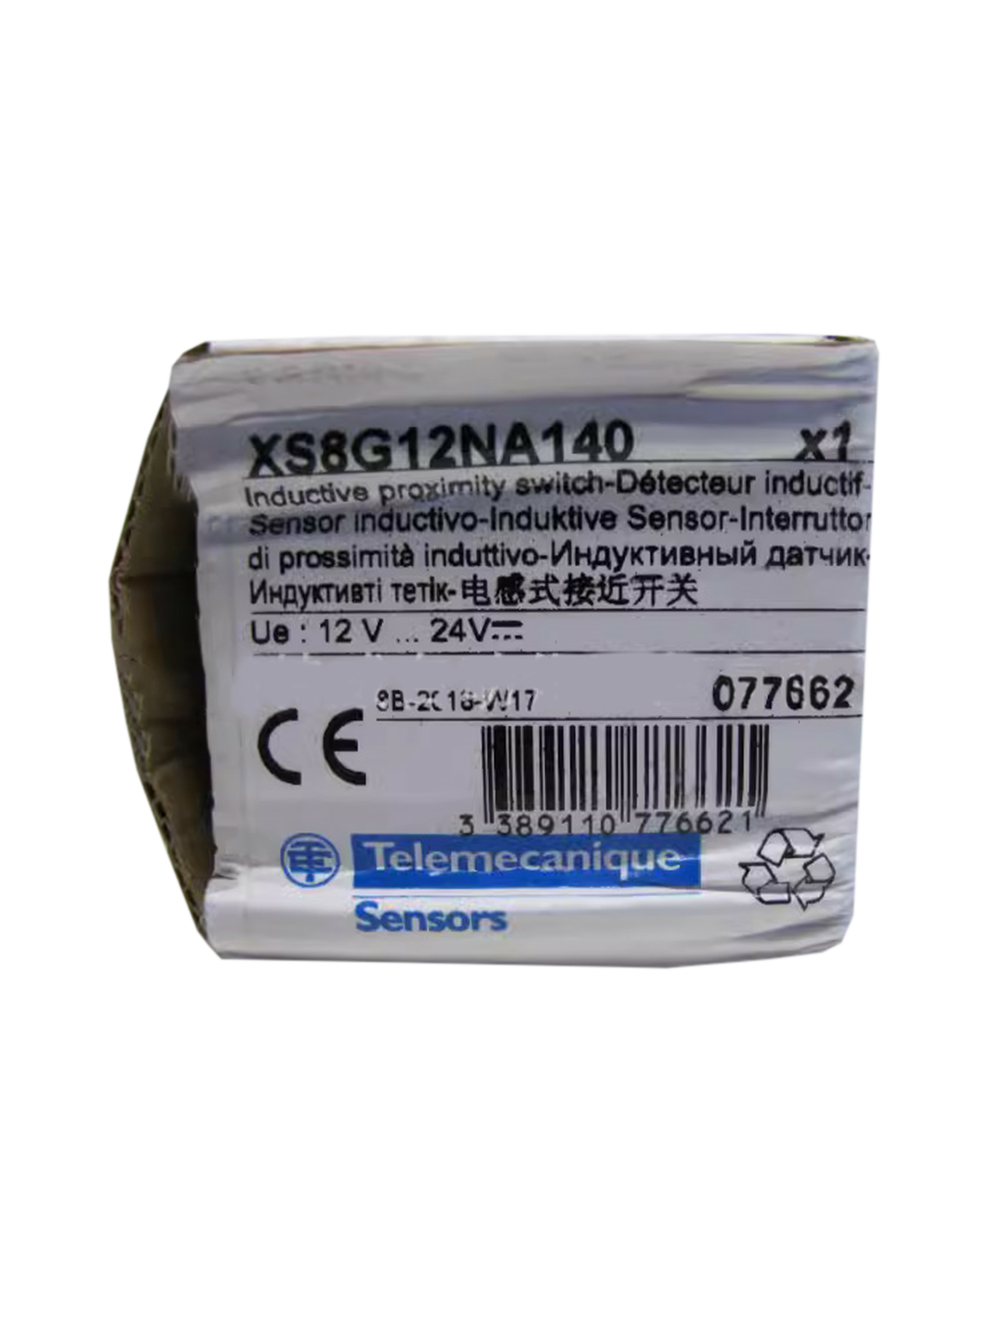 XS8G12NA140 x1
Inductive proximity switch-Détecteur inductif-
Sensor inductivo-Induktive Sensor-Interruttor
di prossimità induttivo-Индуктивный датчик-
Индуктивті тетік-电感式接近开关
Ue : 12 V ... 24V
077662
CE
3 389110 776621
Telemecanique
Sensors